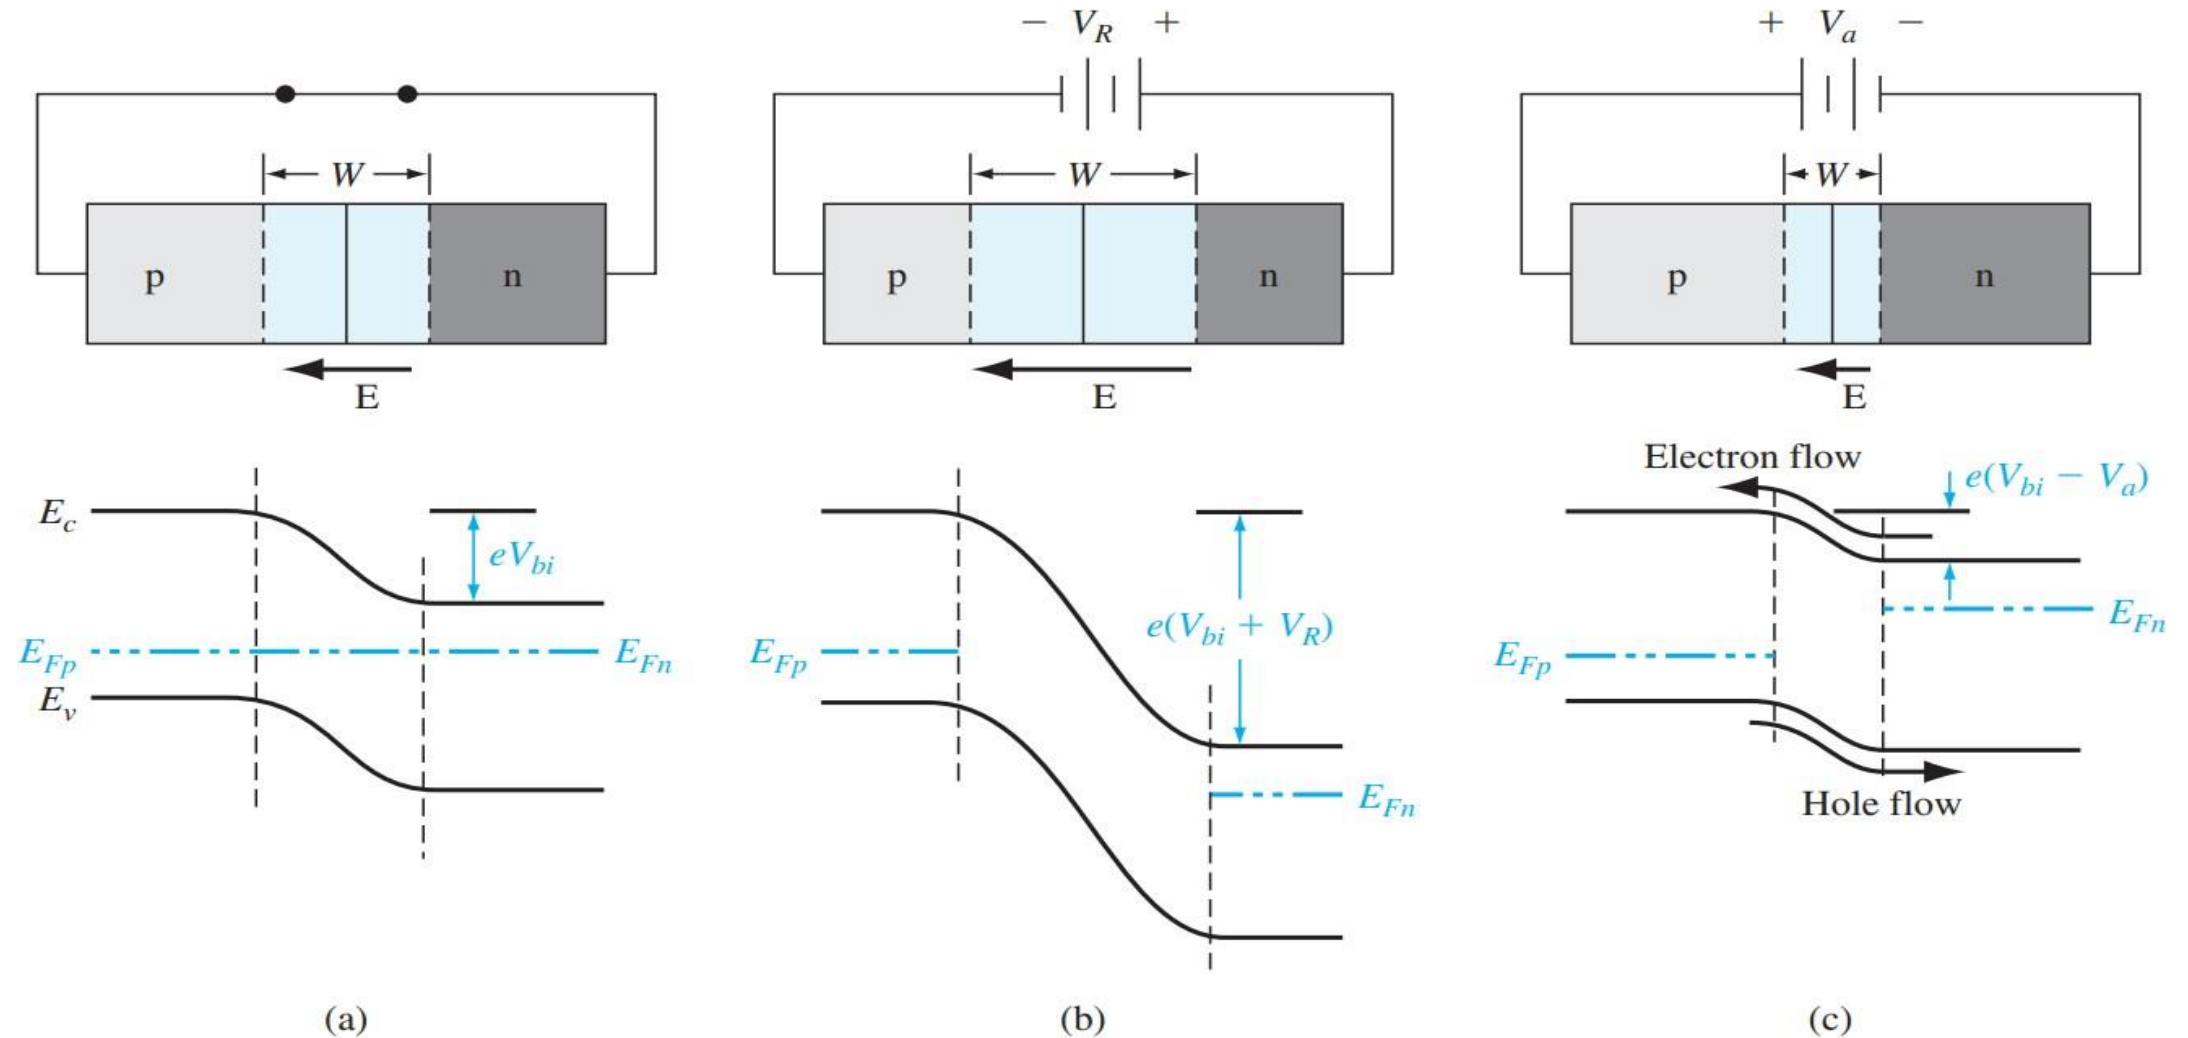 − V_R +
+ V_a −
W
W
W
p
n
p
n
p
n
E
E
E
E_c
eV_bi
E_Fp
E_Fn
E_v
(a)
e(V_bi + V_R)
E_Fp
E_Fn
(b)
Electron flow
e(V_bi − V_a)
E_Fn
E_Fp
Hole flow
(c)